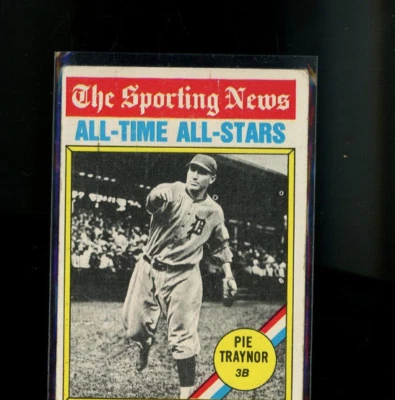 The Sporting News
ALL-TIME ALL-STARS
PIE
TRAYNOR
3B